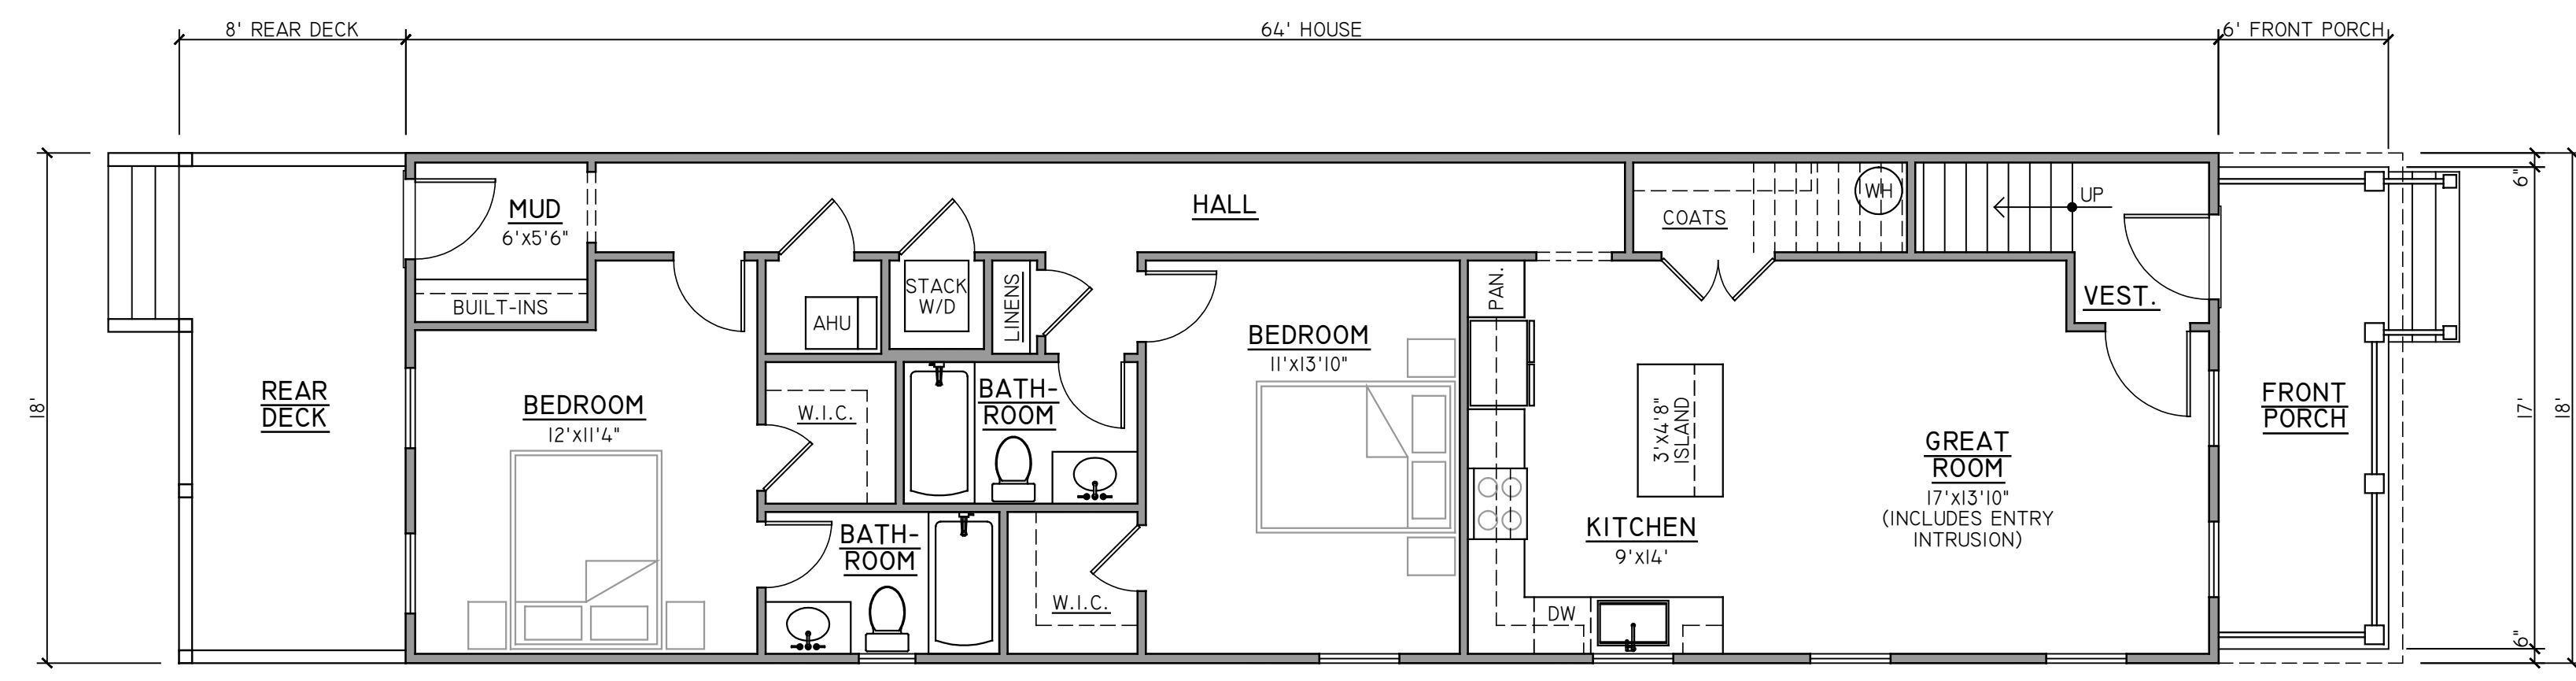 8' REAR DECK
64' HOUSE
6' FRONT PORCH
MUD
6'x5'6"
BUILT-INS
HALL
COATS
WH
UP
6"
STACK
W/D
LINENS
AHU
PAN.
VEST.
18'
REAR
DECK
BEDROOM
12'x11'4"
W.I.C.
BATH-
ROOM
BEDROOM
11'x13'10"
3'x4'8"
ISLAND
KITCHEN
9'x14'
GREAT
ROOM
17'x13'10"
(INCLUDES ENTRY
INTRUSION)
FRONT
PORCH
17'
18'
BATH-
ROOM
W.I.C.
DW
6"